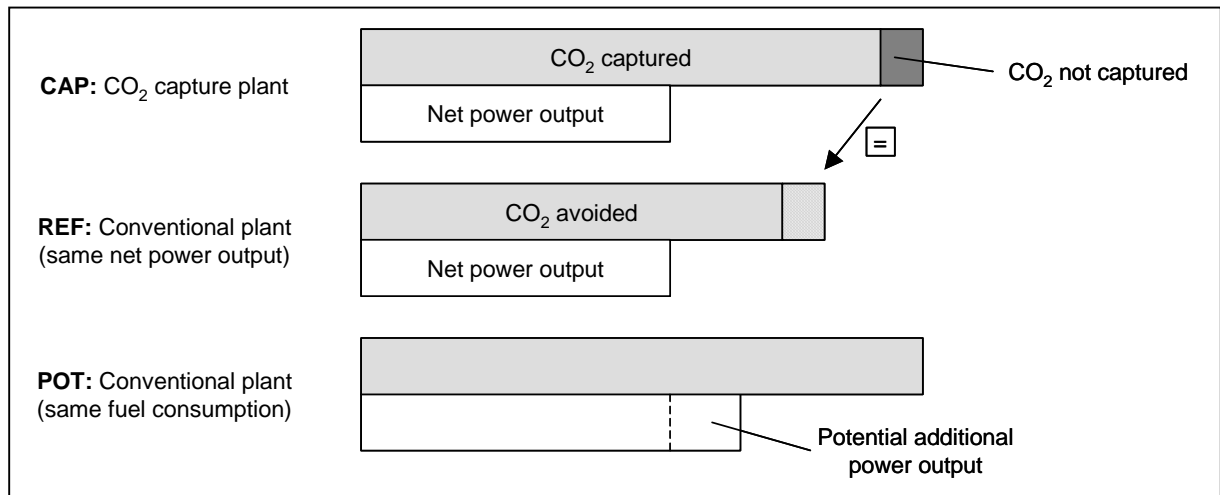 CO₂ captured
CO₂ not captured
CAP: CO₂ capture plant
Net power output
=
CO₂ avoided
REF: Conventional plant
(same net power output)
Net power output
POT: Conventional plant
(same fuel consumption)
Potential additional
power output